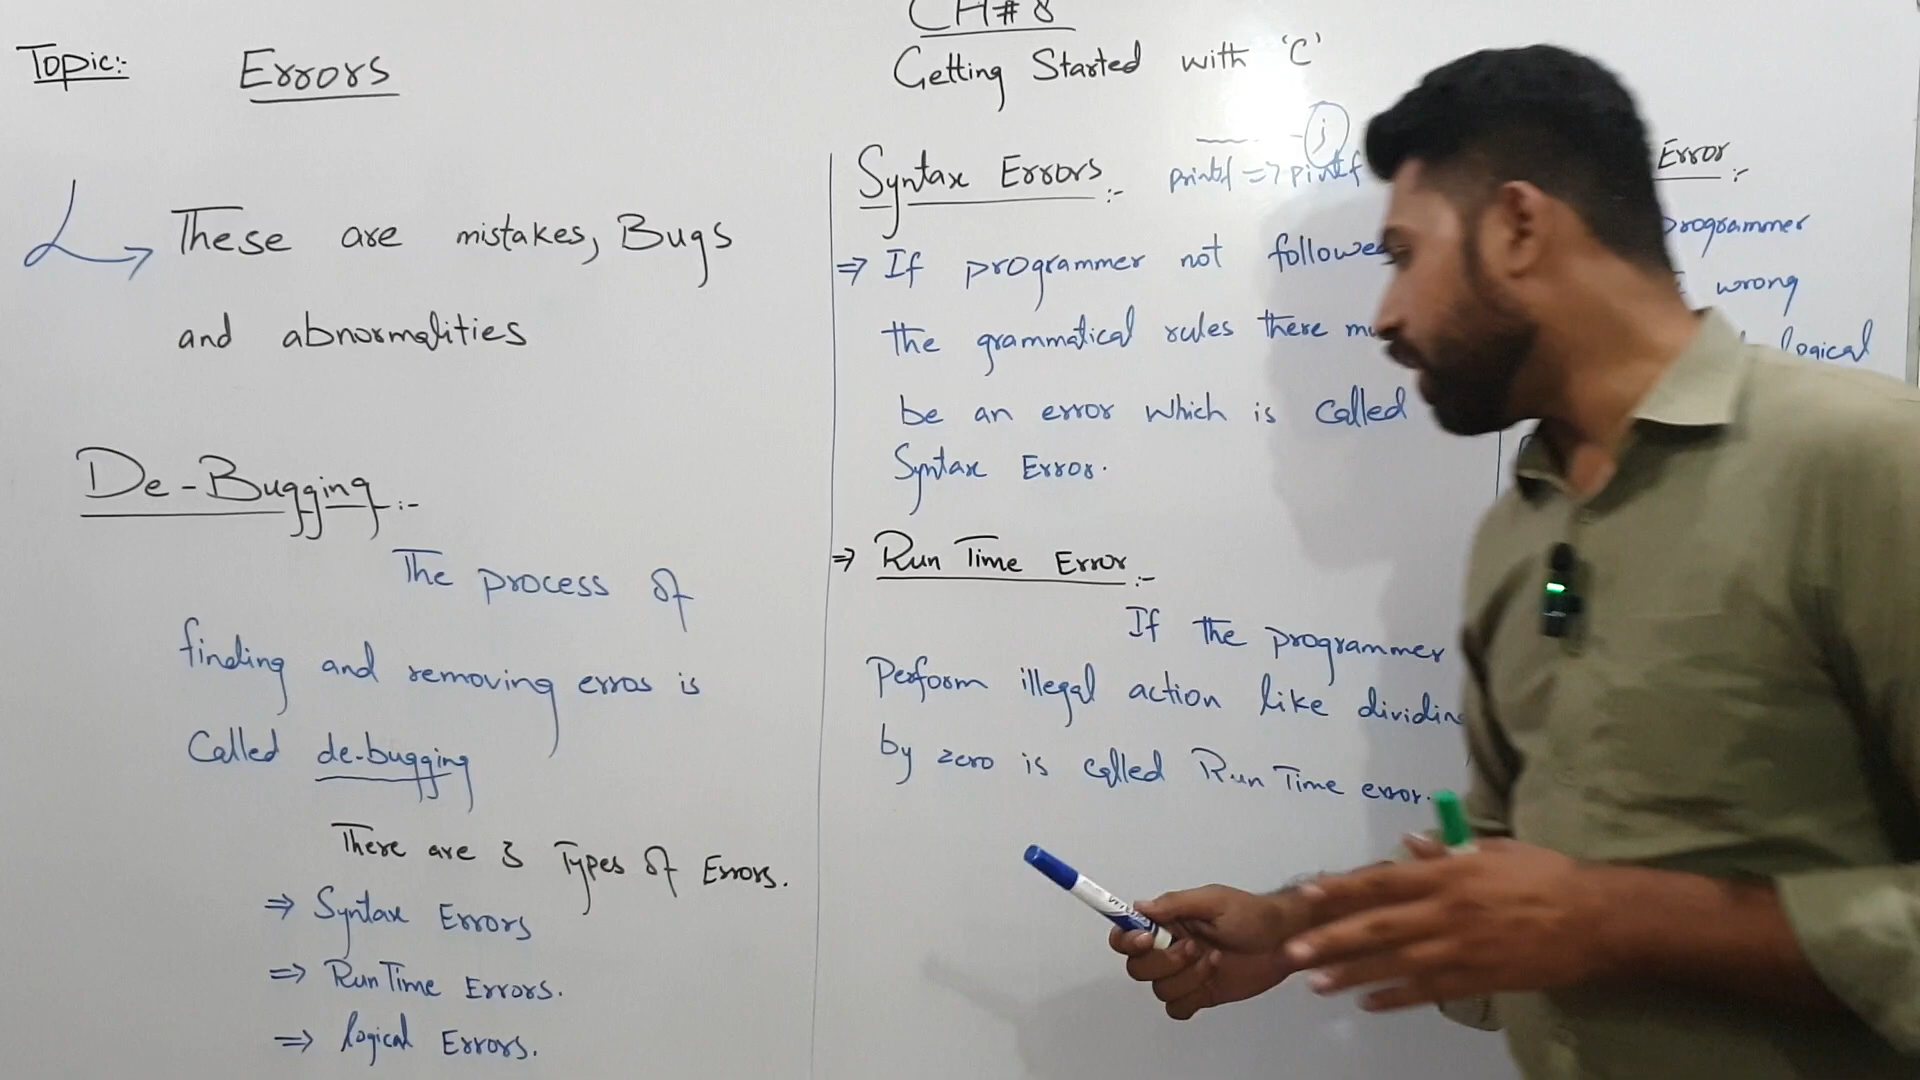 CH#8
Getting Started with 'C'
Topic:-
Errors
These are mistakes, Bugs
and abnormalities
De-Bugging:-
The process of
finding and removing erros is
Called de-bugging
There are 3 Types of Errors.
⇒ Syntax Errors
⇒ Run Time Errors.
⇒ logical Errors.
;
Syntax Errors:- printf => pintf
⇒ If programmer not followed
the grammatical rules there
be an error which is called
Syntax Error.
⇒ Run Time Error:-
If the programmer
Perform illegal action like dividing
by zero is called Run Time error.
Error:-
programmer
wrong
logical